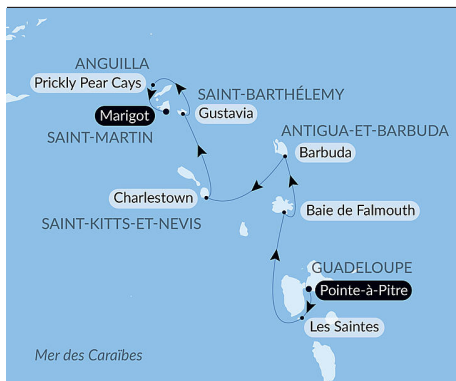 ANGUILLA
Prickly Pear Cays
SAINT-BARTHÉLEMY
Marigot
Gustavia
SAINT-MARTIN
ANTIGUA-ET-BARBUDA
Barbuda
Charlestown
Baie de Falmouth
SAINT-KITTS-ET-NEVIS
GUADELOUPE
Pointe-à-Pitre
Les Saintes
Mer des Caraïbes